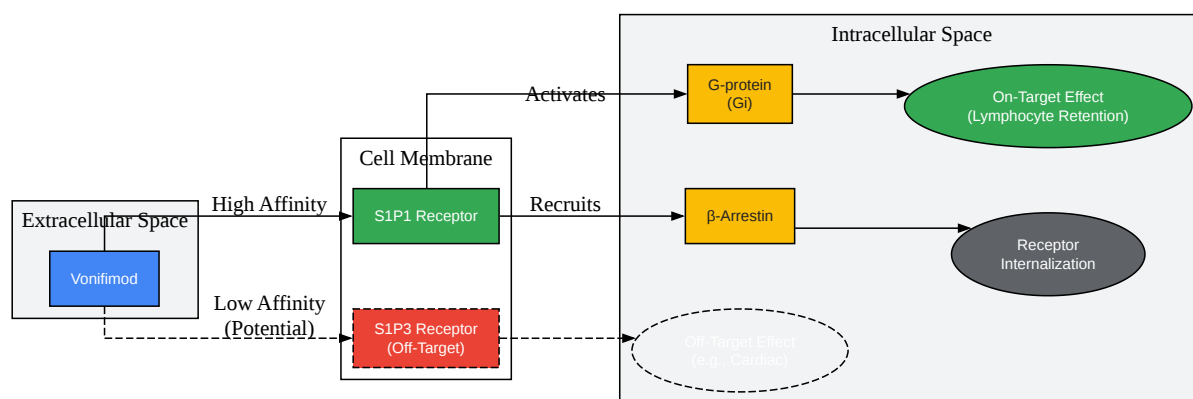 Intracellular Space
G-protein
(Gi)
Activates
On-Target Effect
(Lymphocyte Retention)
Cell Membrane
Extracellular Space
High Affinity
S1P1 Receptor
Recruits
β-Arrestin
Receptor
Internalization
Vonifimod
Low Affinity
(Potential)
S1P3 Receptor
(Off-Target)
Off-Target Effect
(e.g., Cardiac)